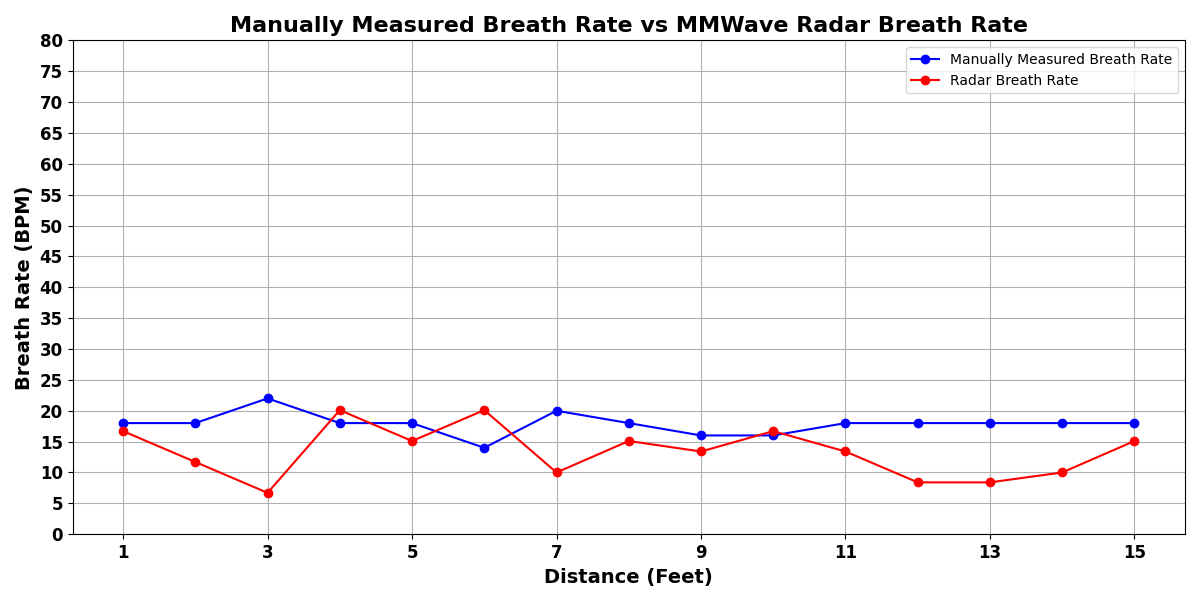 Manually Measured Breath Rate vs MMWave Radar Breath Rate
Manually Measured Breath Rate
Radar Breath Rate
Breath Rate (BPM)
80
75
70
65
60
55
50
45
40
35
30
25
20
15
10
5
0
1 3 5 7 9 11 13 15
Distance (Feet)